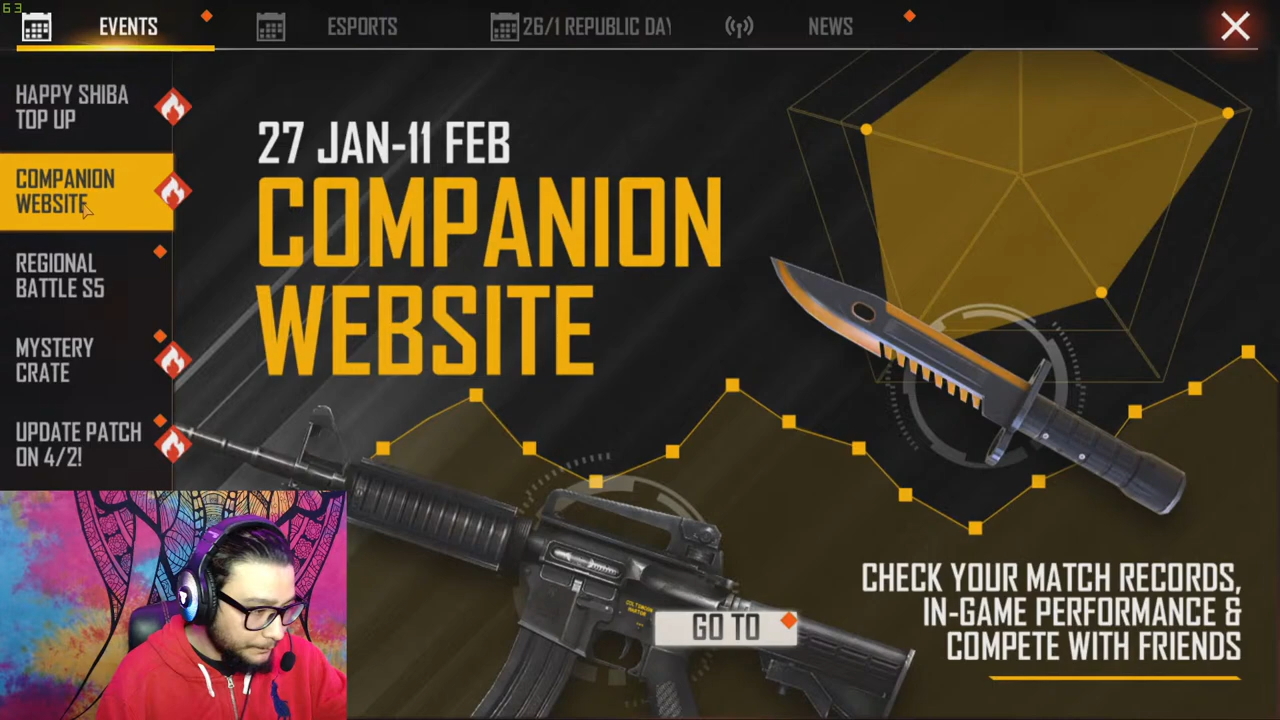 63
EVENTS
ESPORTS
26/1 REPUBLIC DAY
NEWS
HAPPY SHIBA
TOP UP
COMPANION
WEBSITE
REGIONAL
BATTLE S5
MYSTERY
CRATE
UPDATE PATCH
ON 4/2!
27 JAN-11 FEB
COMPANION
WEBSITE
GO TO
CHECK YOUR MATCH RECORDS,
IN-GAME PERFORMANCE &
COMPETE WITH FRIENDS